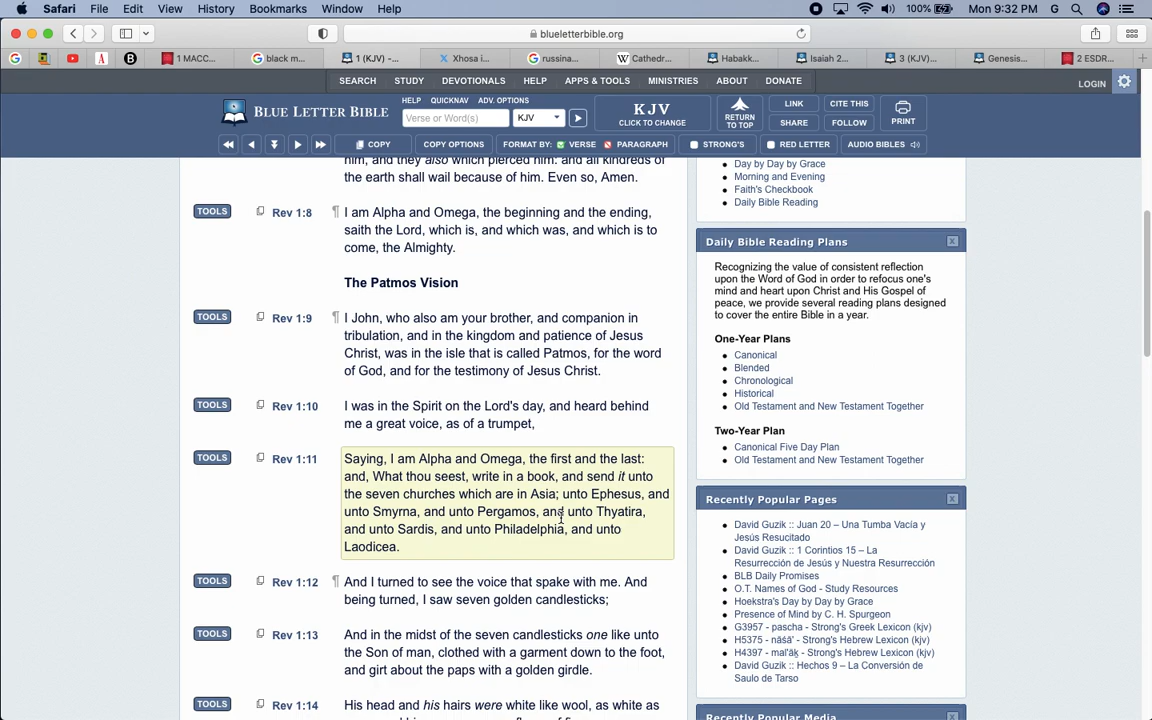 Safari File Edit View History Bookmarks Window Help 100% Mon 9:32 PM G
blueletterbible.org
1 MACC... black m... 1 (KJV) -... Xhosa i... russina... Cathedr... Habakk... Isaiah 2... 3 (KJV)... Genesis... 2 ESDR...
SEARCH STUDY DEVOTIONALS HELP APPS & TOOLS MINISTRIES ABOUT DONATE LOGIN
BLUE LETTER BIBLE
HELP QUICKNAV ADV. OPTIONS
Verse or Word(s) KJV
KJV
CLICK TO CHANGE
RETURN
TO TOP
LINK CITE THIS
SHARE FOLLOW
PRINT
COPY COPY OPTIONS FORMAT BY: VERSE PARAGRAPH STRONG'S RED LETTER AUDIO BIBLES
him, and they also which pierced him: and all kindreds of
the earth shall wail because of him. Even so, Amen.
TOOLS Rev 1:8 ¶ I am Alpha and Omega, the beginning and the ending,
saith the Lord, which is, and which was, and which is to
come, the Almighty.
The Patmos Vision
TOOLS Rev 1:9 ¶ I John, who also am your brother, and companion in
tribulation, and in the kingdom and patience of Jesus
Christ, was in the isle that is called Patmos, for the word
of God, and for the testimony of Jesus Christ.
TOOLS Rev 1:10 I was in the Spirit on the Lord's day, and heard behind
me a great voice, as of a trumpet,
TOOLS Rev 1:11 Saying, I am Alpha and Omega, the first and the last:
and, What thou seest, write in a book, and send it unto
the seven churches which are in Asia; unto Ephesus, and
unto Smyrna, and unto Pergamos, and unto Thyatira,
and unto Sardis, and unto Philadelphia, and unto
Laodicea.
TOOLS Rev 1:12 ¶ And I turned to see the voice that spake with me. And
being turned, I saw seven golden candlesticks;
TOOLS Rev 1:13 And in the midst of the seven candlesticks one like unto
the Son of man, clothed with a garment down to the foot,
and girt about the paps with a golden girdle.
TOOLS Rev 1:14 His head and his hairs were white like wool, as white as
Day by Day by Grace
Morning and Evening
Faith's Checkbook
Daily Bible Reading
Daily Bible Reading Plans
Recognizing the value of consistent reflection
upon the Word of God in order to refocus one's
mind and heart upon Christ and His Gospel of
peace, we provide several reading plans designed
to cover the entire Bible in a year.
One-Year Plans
Canonical
Blended
Chronological
Historical
Old Testament and New Testament Together
Two-Year Plan
Canonical Five Day Plan
Old Testament and New Testament Together
Recently Popular Pages
David Guzik :: Juan 20 – Una Tumba Vacía y
Jesús Resucitado
David Guzik :: 1 Corintios 15 – La
Resurrección de Jesús y Nuestra Resurrección
BLB Daily Promises
O.T. Names of God - Study Resources
Hoekstra's Day by Day by Grace
Presencia of Mind by C. H. Spurgeon
G3957 - pascha - Strong's Greek Lexicon (kjv)
H5375 - nāśā' - Strong's Hebrew Lexicon (kjv)
H4397 - mal'āḵ - Strong's Hebrew Lexicon (kjv)
David Guzik :: Hechos 9 – La Conversión de
Saulo de Tarso
Recently Popular Media